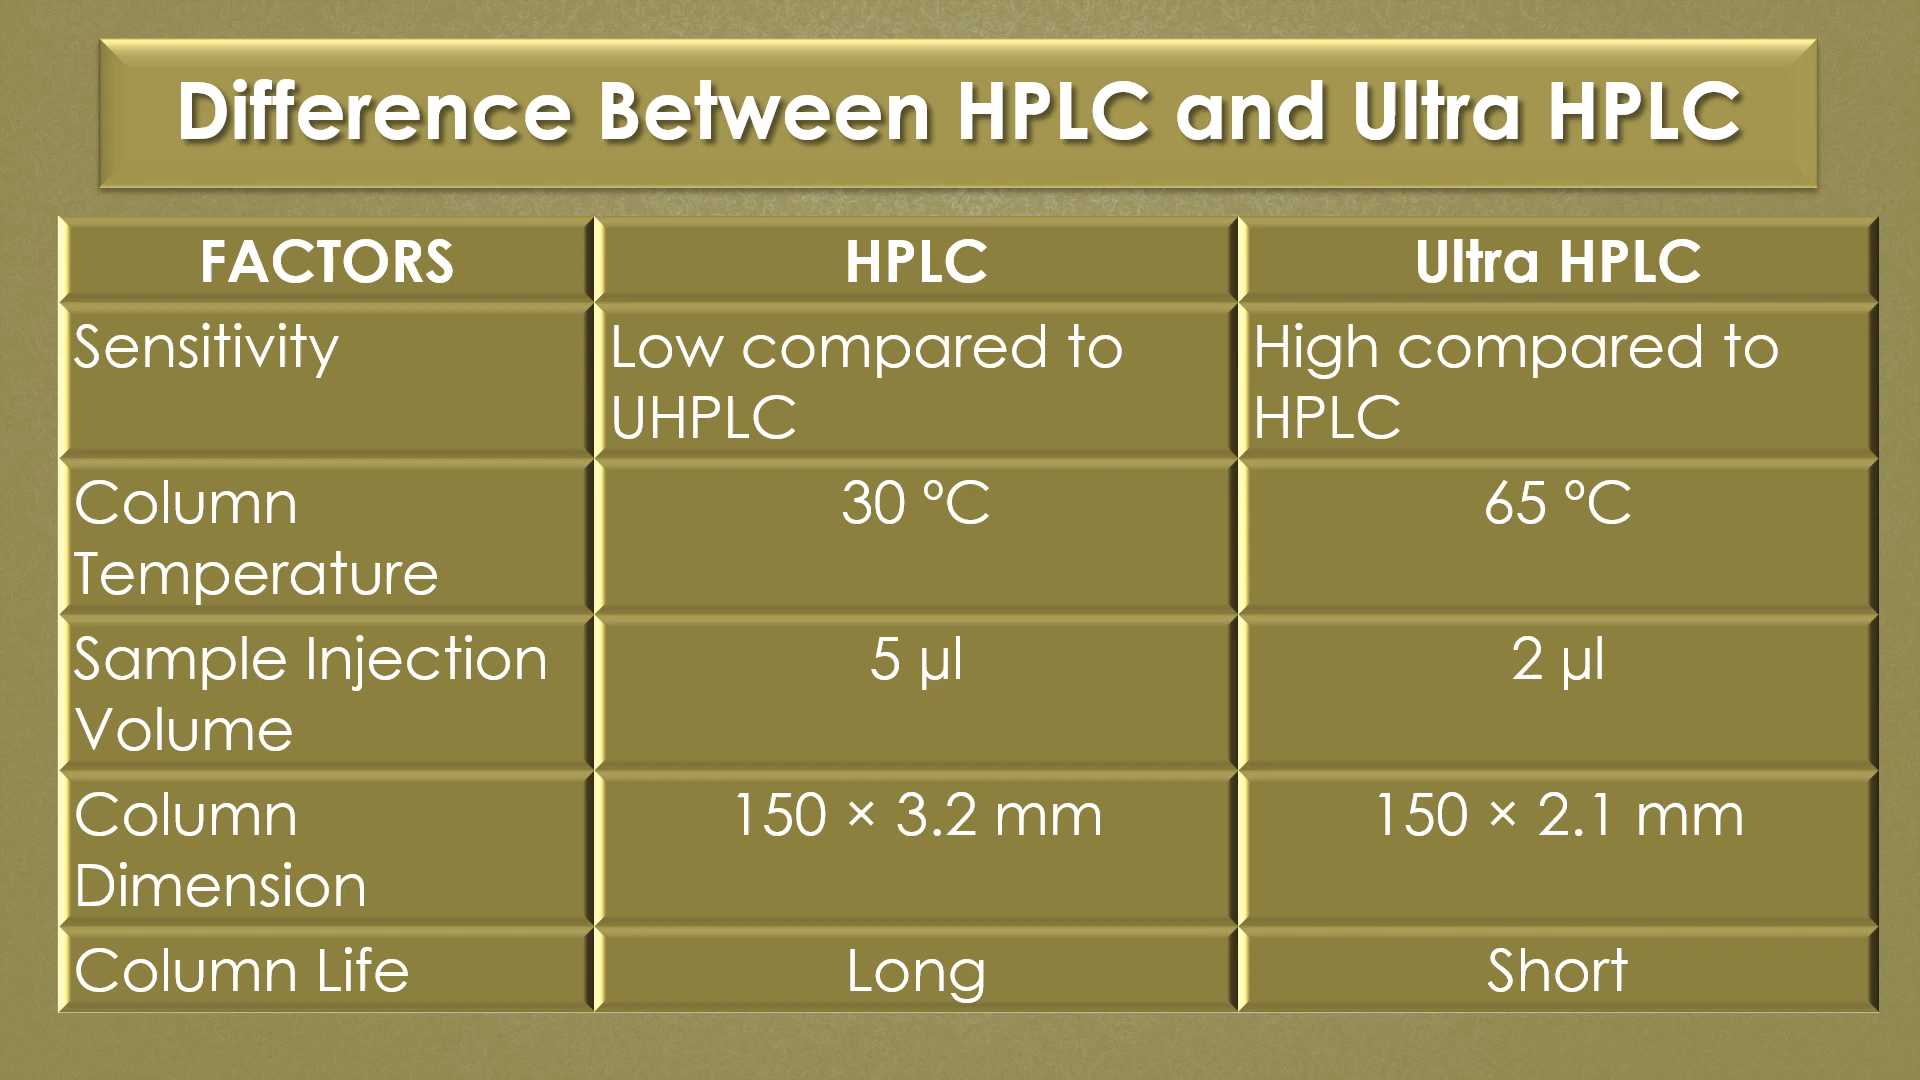 Difference Between HPLC and Ultra HPLC
FACTORS
HPLC
Ultra HPLC
Sensitivity
Low compared to
UHPLC
High compared to
HPLC
Column
Temperature
30 ºC
65 ºC
Sample Injection
Volume
5 µl
2 µl
Column
Dimension
150 × 3.2 mm
150 × 2.1 mm
Column Life
Long
Short